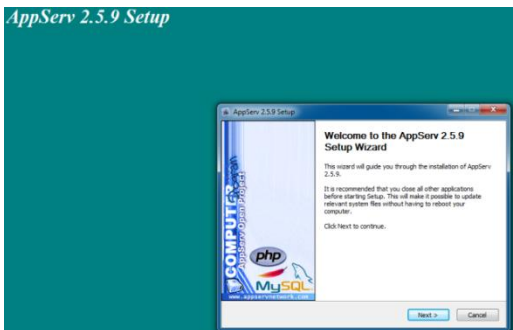 AppServ 2.5.9 Setup
AppServ 2.5.9 Setup
Welcome to the AppServ 2.5.9
Setup Wizard
This wizard will guide you through the installation of AppServ
2.5.9.
It is recommended that you close all other applications
before starting Setup. This will make it possible to update
relevant system files without having to reboot your
computer.
Click Next to continue.
COMPUTER
AppServ Open Project
php
MySQL
www.appservnetwork.com
Next >
Cancel